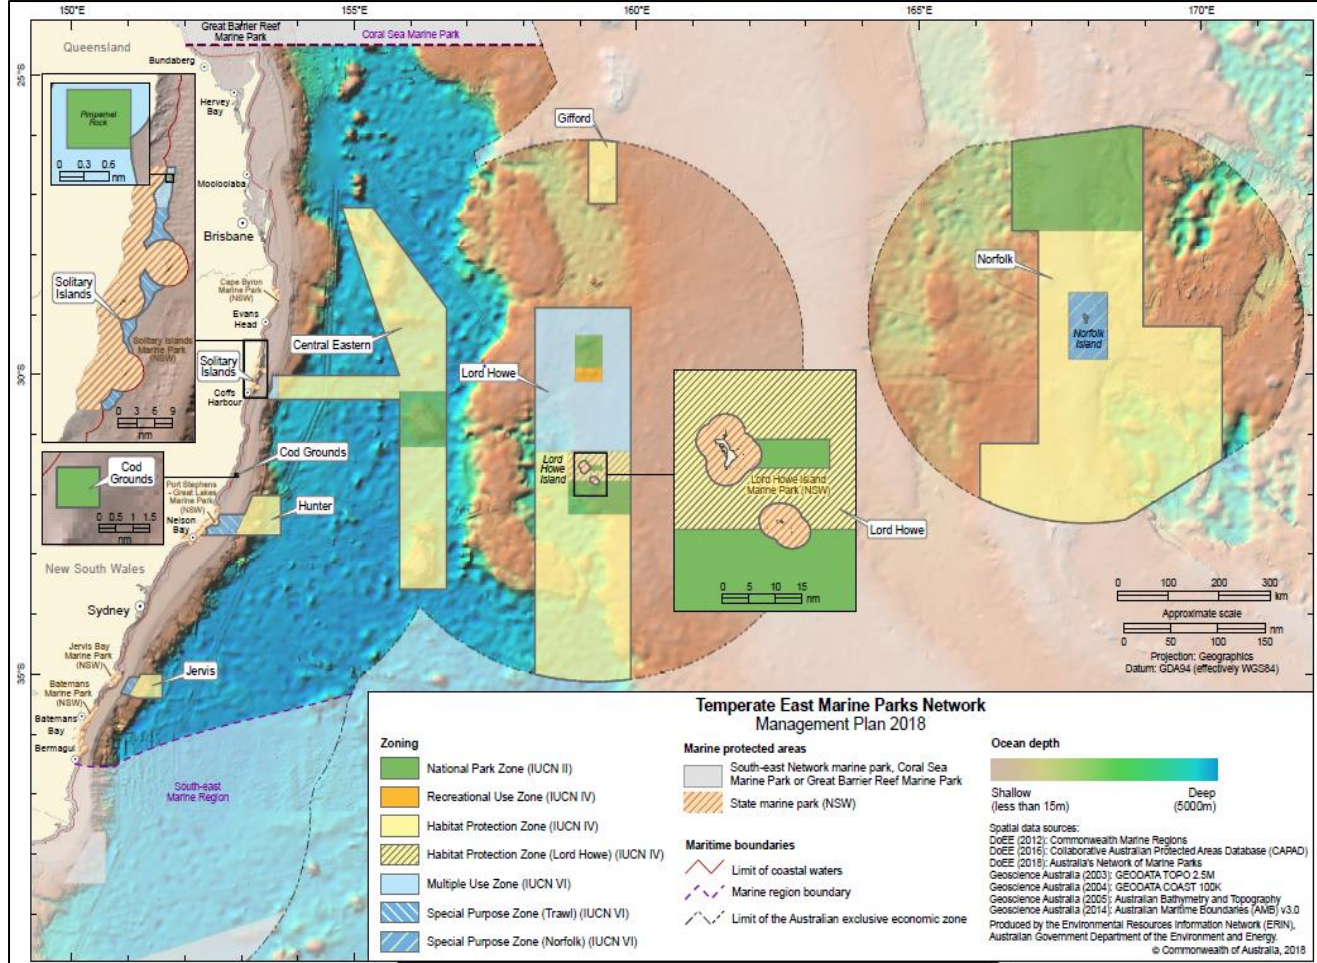 150°E
155°E
160°E
165°E
170°E
Great Barrier Reef
Marine Park
Coral Sea Marine Park
Queensland
Bundaberg
25°S
Hervey
Bay
Pimpernel
Rock
0 0.3 0.6
nm
Gifford
Mooloolaba
Brisbane
Norfolk
Solitary
Islands
Cape Byron
Marine Park
(NSW)
Evans
Head
Norfolk
Island
Central Eastern
Solitary Islands
Marine Park
(NSW)
Solitary
Islands
Lord Howe
30°S
Coffs
Harbour
0 3 6 9
nm
Cod Grounds
Lord
Howe
Island
Cod
Grounds
Port Stephens
- Great Lakes
Marine Park
(NSW)
Lord Howe Island
Marine Park (NSW)
Hunter
Nelson
Bay
Lord Howe
0 0.5 1 1.5
nm
New South Wales
0 5 10 15
nm
0 100 200 300
km
Sydney
Approximate scale
0 50 100 150
nm
Projection: Geographics
Datum: GDA94 (effectively WGS84)
Jervis Bay
Marine Park
(NSW)
Jervis
35°S
Batemans
Marine Park
(NSW)
Batemans
Bay
Bermagui
South-east
Marine Region
Temperate East Marine Parks Network
Management Plan 2018
Zoning
National Park Zone (IUCN II)
Recreational Use Zone (IUCN IV)
Habitat Protection Zone (IUCN IV)
Habitat Protection Zone (Lord Howe) (IUCN IV)
Multiple Use Zone (IUCN VI)
Special Purpose Zone (Trawl) (IUCN VI)
Special Purpose Zone (Norfolk) (IUCN VI)
Marine protected areas
South-east Network marine park, Coral Sea
Marine Park or Great Barrier Reef Marine Park
State marine park (NSW)
Maritime boundaries
Limit of coastal waters
Marine region boundary
Limit of the Australian exclusive economic zone
Ocean depth
Shallow
(less than 15m)
Deep
(5000m)
Spatial data sources:
DoEE (2012): Commonwealth Marine Regions
DoEE (2016): Collaborative Australian Protected Areas Database (CAPAD)
DoEE (2018): Australia's Network of Marine Parks
Geoscience Australia (2003): GEODATA TOPO 2.5M
Geoscience Australia (2004): GEODATA COAST 100K
Geoscience Australia (2005): Australian Bathymetry and Topography
Geoscience Australia (2014): Australian Maritime Boundaries (AMB) v3.0
Produced by the Environmental Resources Information Network (ERIN),
Australian Government Department of the Environment and Energy.
© Commonwealth of Australia, 2018